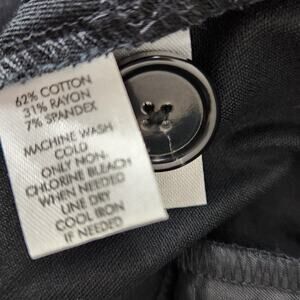 62% COTTON
31% RAYON
7% SPANDEX
MACHINE WASH
COLD
ONLY NON.
CHLORINE BLEACH
WHEN NEEDED
LINE DRY
COOL IRON
IF NEEDED